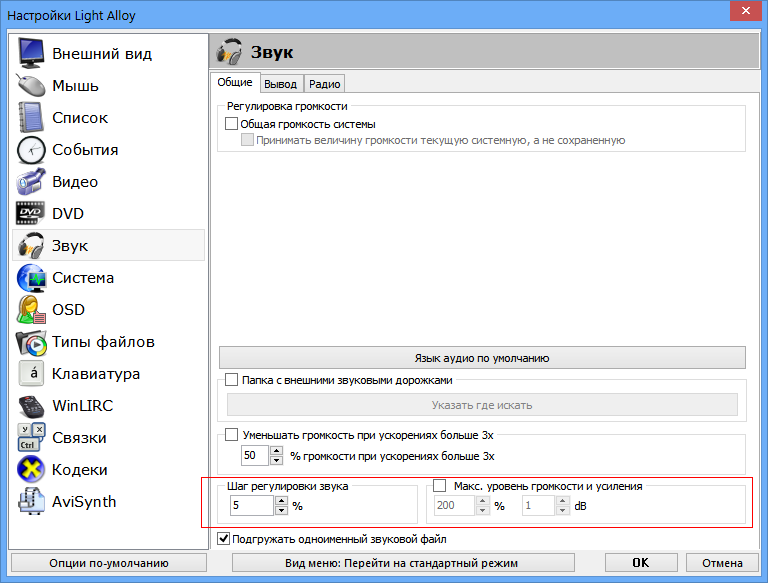 Настройки Light Alloy
Внешний вид
Мышь
Список
События
Видео
DVD
DVD
Звук
Система
OSD
Типы файлов
á
Клавиатура
WinLIRC
У X
Ctrl
Связки
Кодеки
AviSynth
Звук
Общие Вывод Радио
Регулировка громкости
Общая громкость системы
Принимать величину громкости текущую системную, а не сохраненную
Язык аудио по умолчанию
Папка с внешними звуковыми дорожками
Указать где искать
Уменьшать громкость при ускорениях больше 3х
50 % громкости при ускорениях больше 3х
Шаг регулировки звука
5 %
Макс. уровень громкости и усиления
200 % 1 dB
Подгружать одноименный звуковой файл
Опции по-умолчанию
Вид меню: Перейти на стандартный режим
OK
Отмена